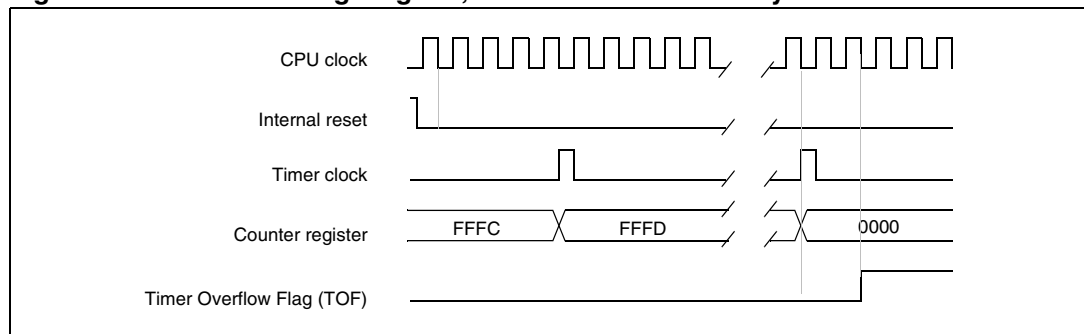 CPU clock
Internal reset
Timer clock
Counter register FFFC FFFD 0000
Timer Overflow Flag (TOF)